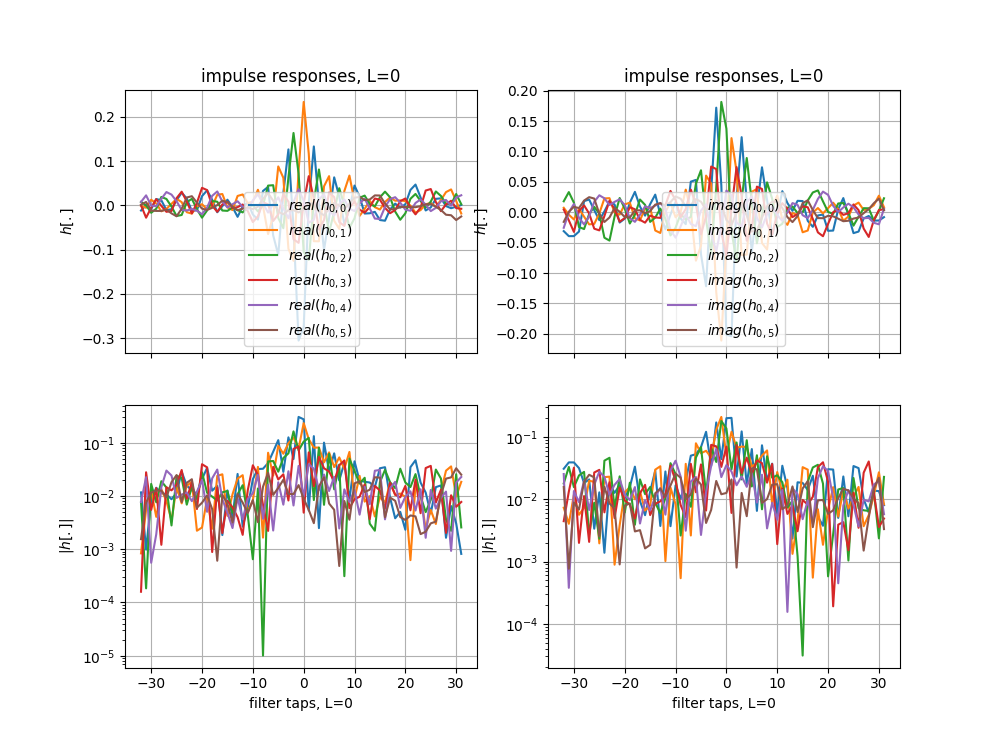 impulse responses, L=0
impulse responses, L=0
h[.]
0.2
0.1
0.0
−0.1
−0.2
−0.3
real(h0,0)
real(h0,1)
real(h0,2)
real(h0,3)
real(h0,4)
real(h0,5)
−30
−20
−10
0
10
20
30
h[.]
0.20
0.15
0.10
0.05
0.00
−0.05
−0.10
−0.15
−0.20
imag(h0,0)
imag(h0,1)
imag(h0,2)
imag(h0,3)
imag(h0,4)
imag(h0,5)
|h[.]|
10−1
10−2
10−3
10−4
10−5
filter taps, L=0
|h[.]|
10−1
10−2
10−3
10−4
−30
−20
−10
0
10
20
30
filter taps, L=0